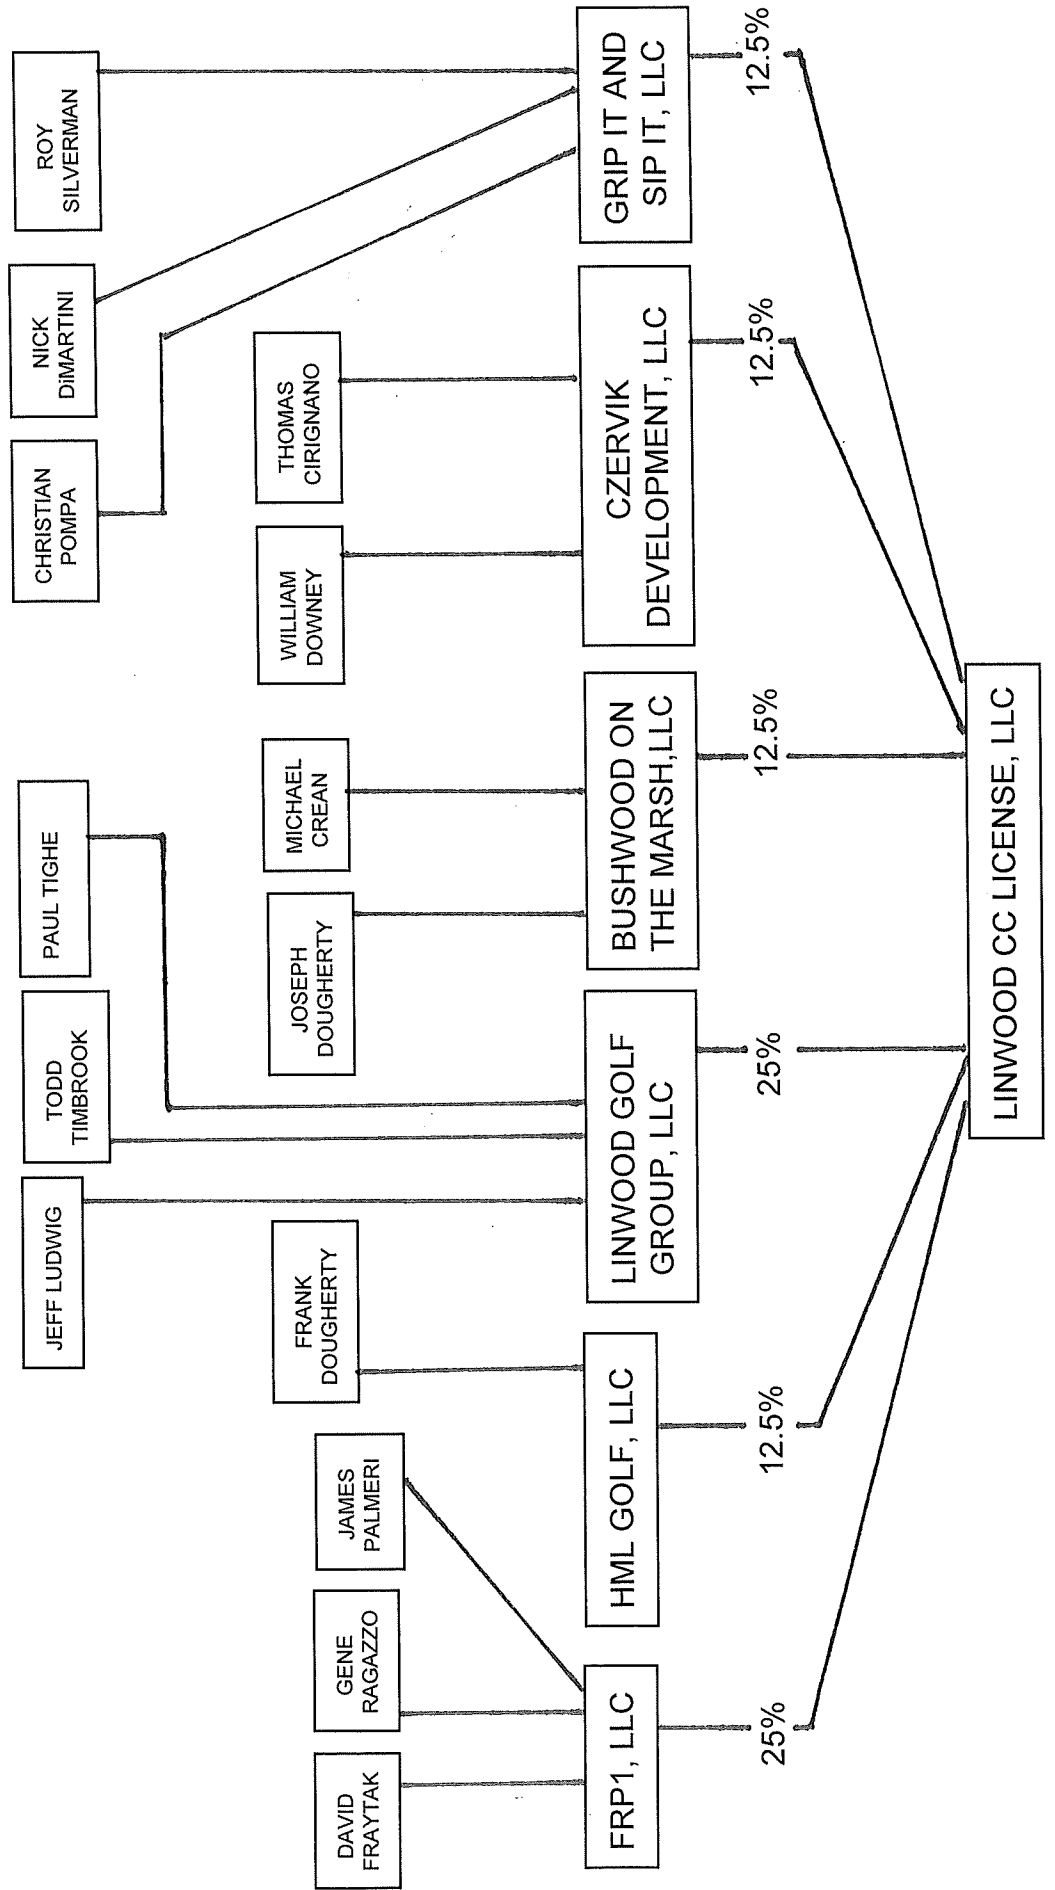 DAVID
FRAYTAK
GENE
RAGAZZO
JAMES
PALMERI
FRANK
DOUGHERTY
JEFF LUDWIG
TODD
TIMBROOK
PAUL TIGHE
JOSEPH
DOUGHERTY
MICHAEL
CREAN
WILLIAM
DOWNEY
THOMAS
CIRIGNANO
CHRISTIAN
POMPA
NICK
DiMARTINI
ROY
SILVERMAN
FRP1, LLC
HML GOLF, LLC
LINWOOD GOLF
GROUP, LLC
BUSHWOOD ON
THE MARSH,LLC
CZERVIK
DEVELOPMENT, LLC
GRIP IT AND
SIP IT, LLC
25%
12.5%
25%
12.5%
12.5%
12.5%
LINWOOD CC LICENSE, LLC